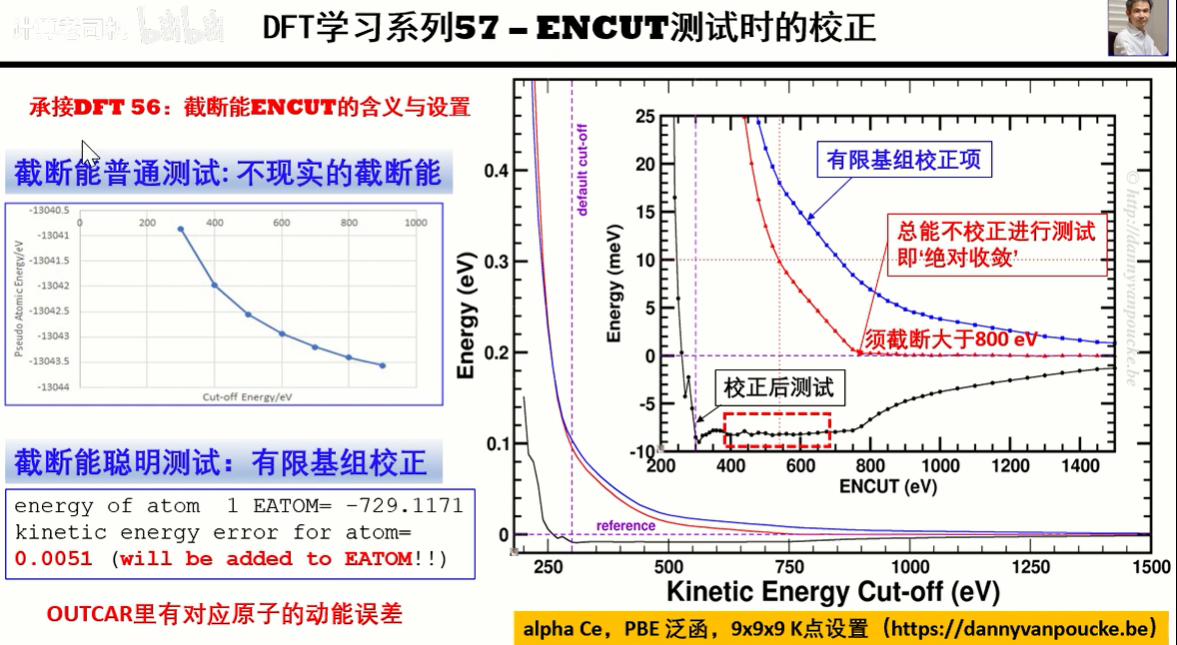 计算老司机 bilibili
DFT学习系列57 – ENCUT测试时的校正
承接DFT 56：截断能ENCUT的含义与设置
截断能普通测试: 不现实的截断能
-13040.5
0 200 400 600 800 1000
-13041
-13041.5
-13042
-13042.5
-13043
-13043.5
-13044
Pseudo Atomic Energy/eV
Cut-off Energy/eV
截断能聪明测试：有限基组校正
energy of atom 1 EATOM= -729.1171
kinetic energy error for atom=
0.0051 (will be added to EATOM!!)
OUTCAR里有对应原子的动能误差
Energy (eV)
0.4
0.3
0.2
0.1
0
default cut-off
reference
250 500 750 1000 1250 1500
Kinetic Energy Cut-off (eV)
Energy (meV)
25
20
15
10
5
0
-5
-10
200 400 600 800 1000 1200 1400
ENCUT (eV)
有限基组校正项
总能不校正进行测试
即‘绝对收敛’
须截断大于800 eV
校正后测试
© http://dannyvanpoucke.be
alpha Ce，PBE 泛函，9x9x9 K点设置（https://dannyvanpoucke.be）